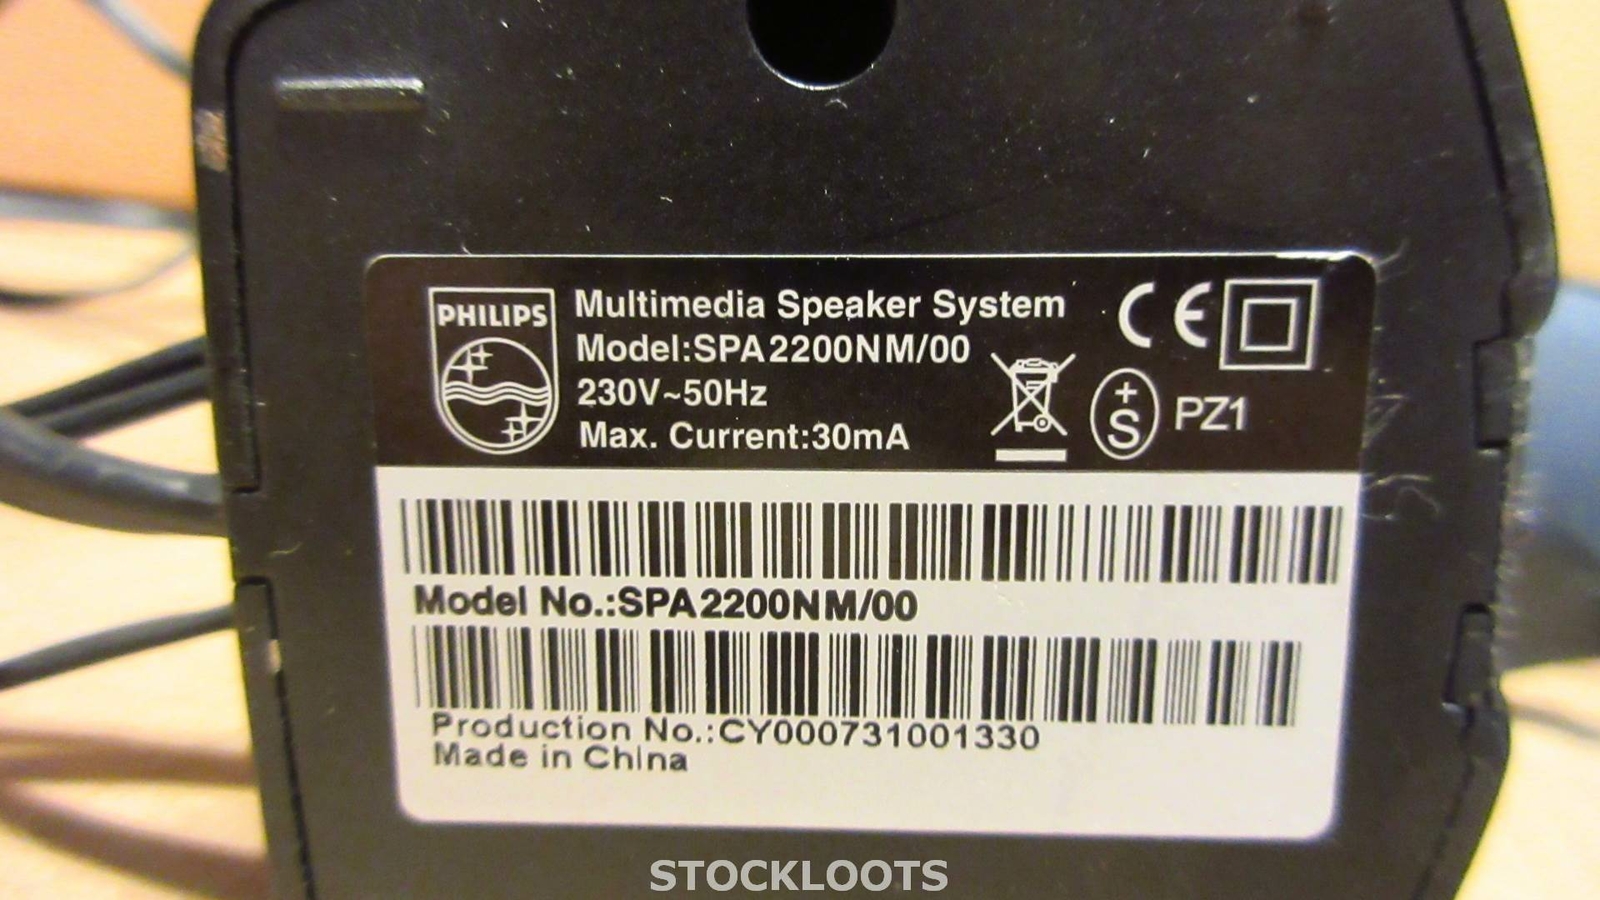 PHILIPS
Multimedia Speaker System
Model:SPA2200NM/00
230V~50Hz
Max. Current:30mA
CE
+
S
PZ1
Model No.:SPA2200NM/00
Production No.:CY000731001330
Made in China
STOCKLOOTS